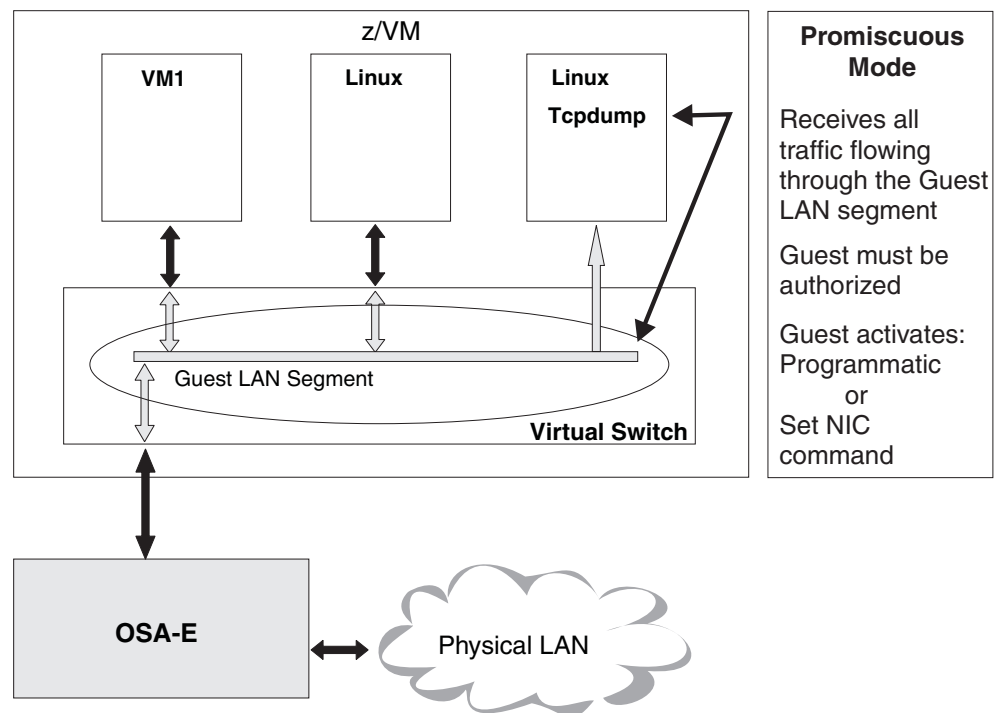 z/VM
VM1
Linux
Linux
Tcpdump
Guest LAN Segment
Virtual Switch
OSA-E
Physical LAN
Promiscuous
Mode
Receives all
traffic flowing
through the Guest
LAN segment
Guest must be
authorized
Guest activates:
Programmatic
or
Set NIC
command